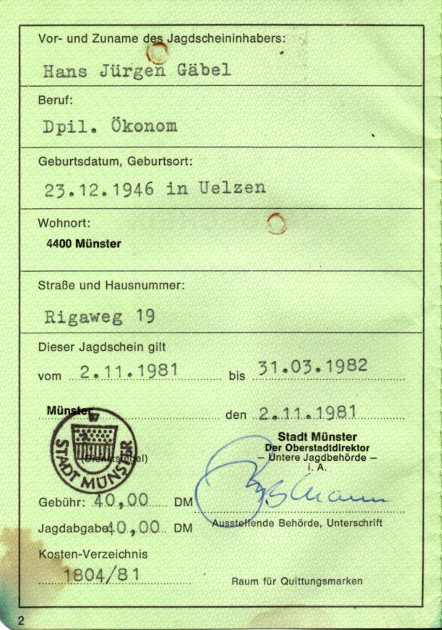 Vor- und Zuname des Jagdscheininhabers:
Hans Jürgen Gäbel
Beruf:
Dpil. Ökonom
Geburtsdatum, Geburtsort:
23.12.1946 in Uelzen
Wohnort:
4400 Münster
Straße und Hausnummer:
Rigaweg 19
Dieser Jagdschein gilt
vom 2.11.1981 bis 31.03.1982
Münster, den 2.11.1981
STADT MÜNSTER
(Dienstsiegel)
Stadt Münster
Der Oberstadtdirektor
– Untere Jagdbehörde –
i. A.
Gebühr: 40,00 DM
Ausstellende Behörde, Unterschrift
Jagdabgabe 40,00 DM
Kosten-Verzeichnis
1804/81
Raum für Quittungsmarken
2